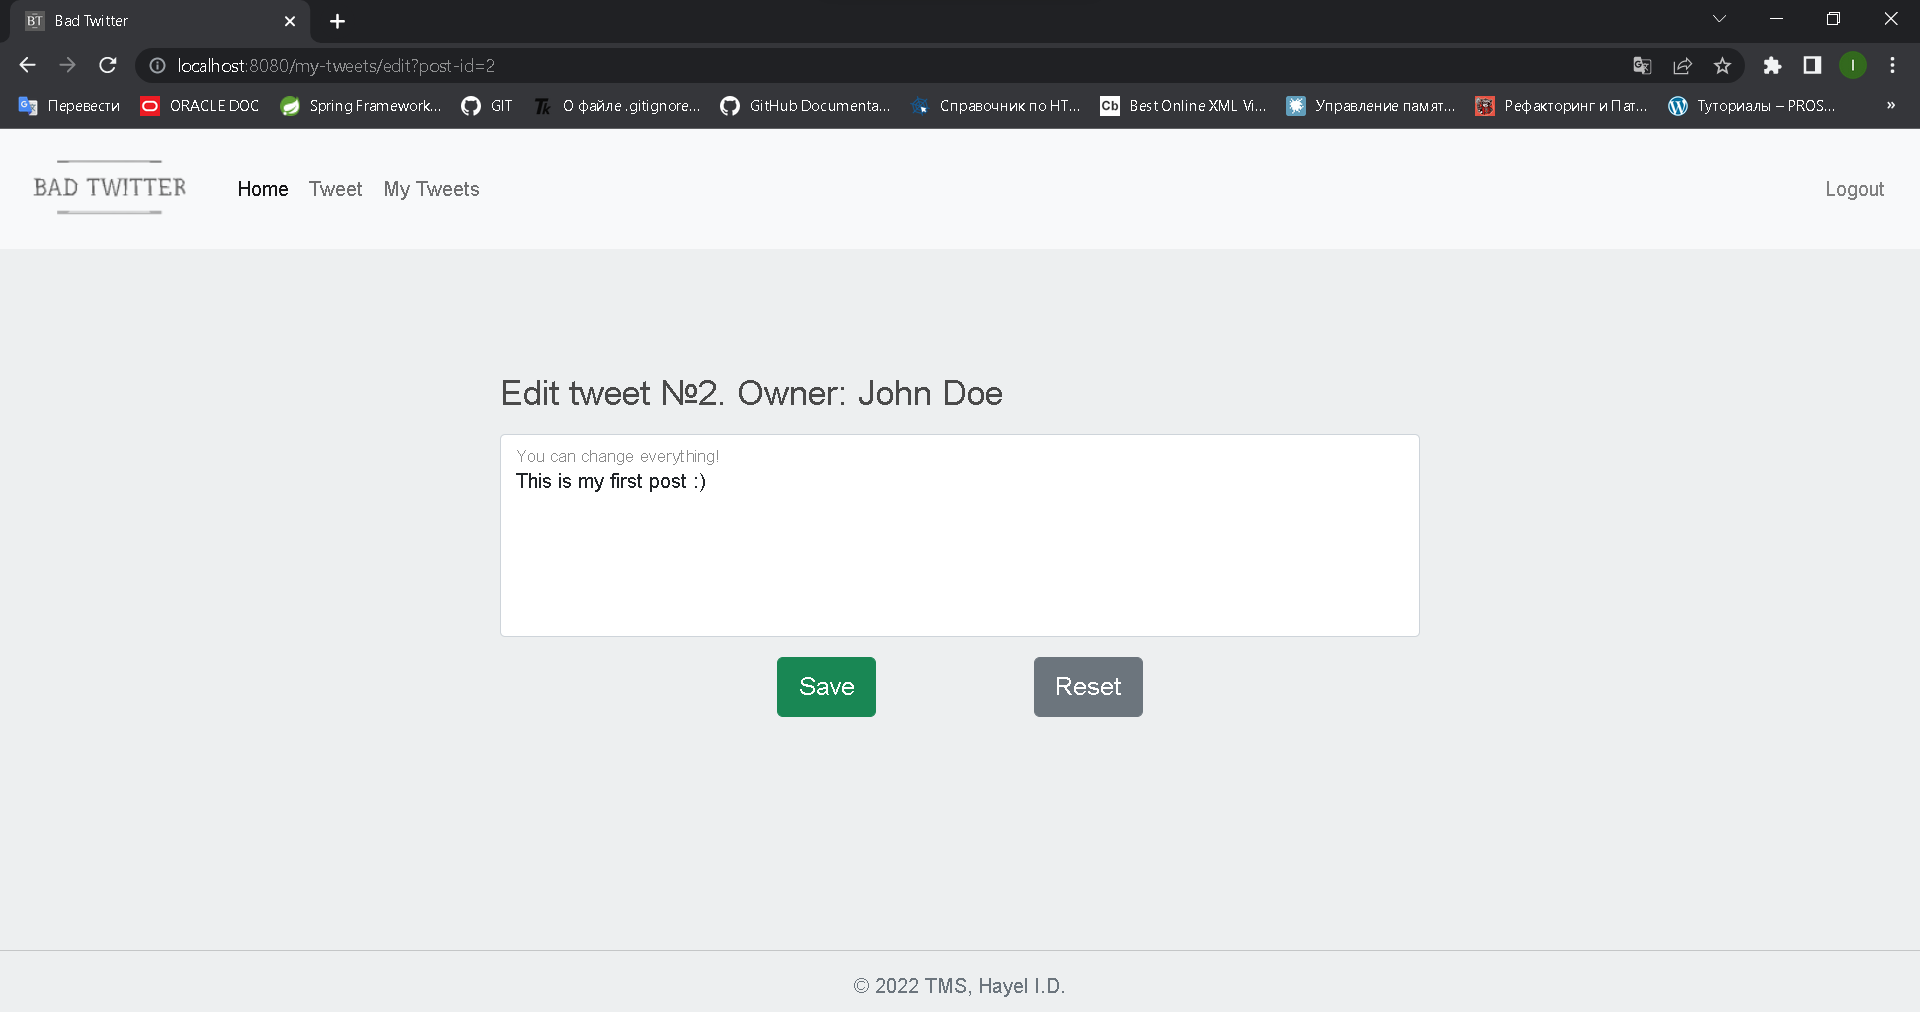 BT Bad Twitter
localhost:8080/my-tweets/edit?post-id=2
Перевести ORACLE DOC Spring Framework... GIT Tk О файле .gitignore... GitHub Documenta... Справочник по HT... Cb Best Online XML Vi... Управление памят... Рефакторинг и Пат... Туториалы – PROS... »
BAD TWITTER Home Tweet My Tweets Logout
Edit tweet №2. Owner: John Doe
You can change everything!
This is my first post :)
Save Reset
© 2022 TMS, Hayel I.D.